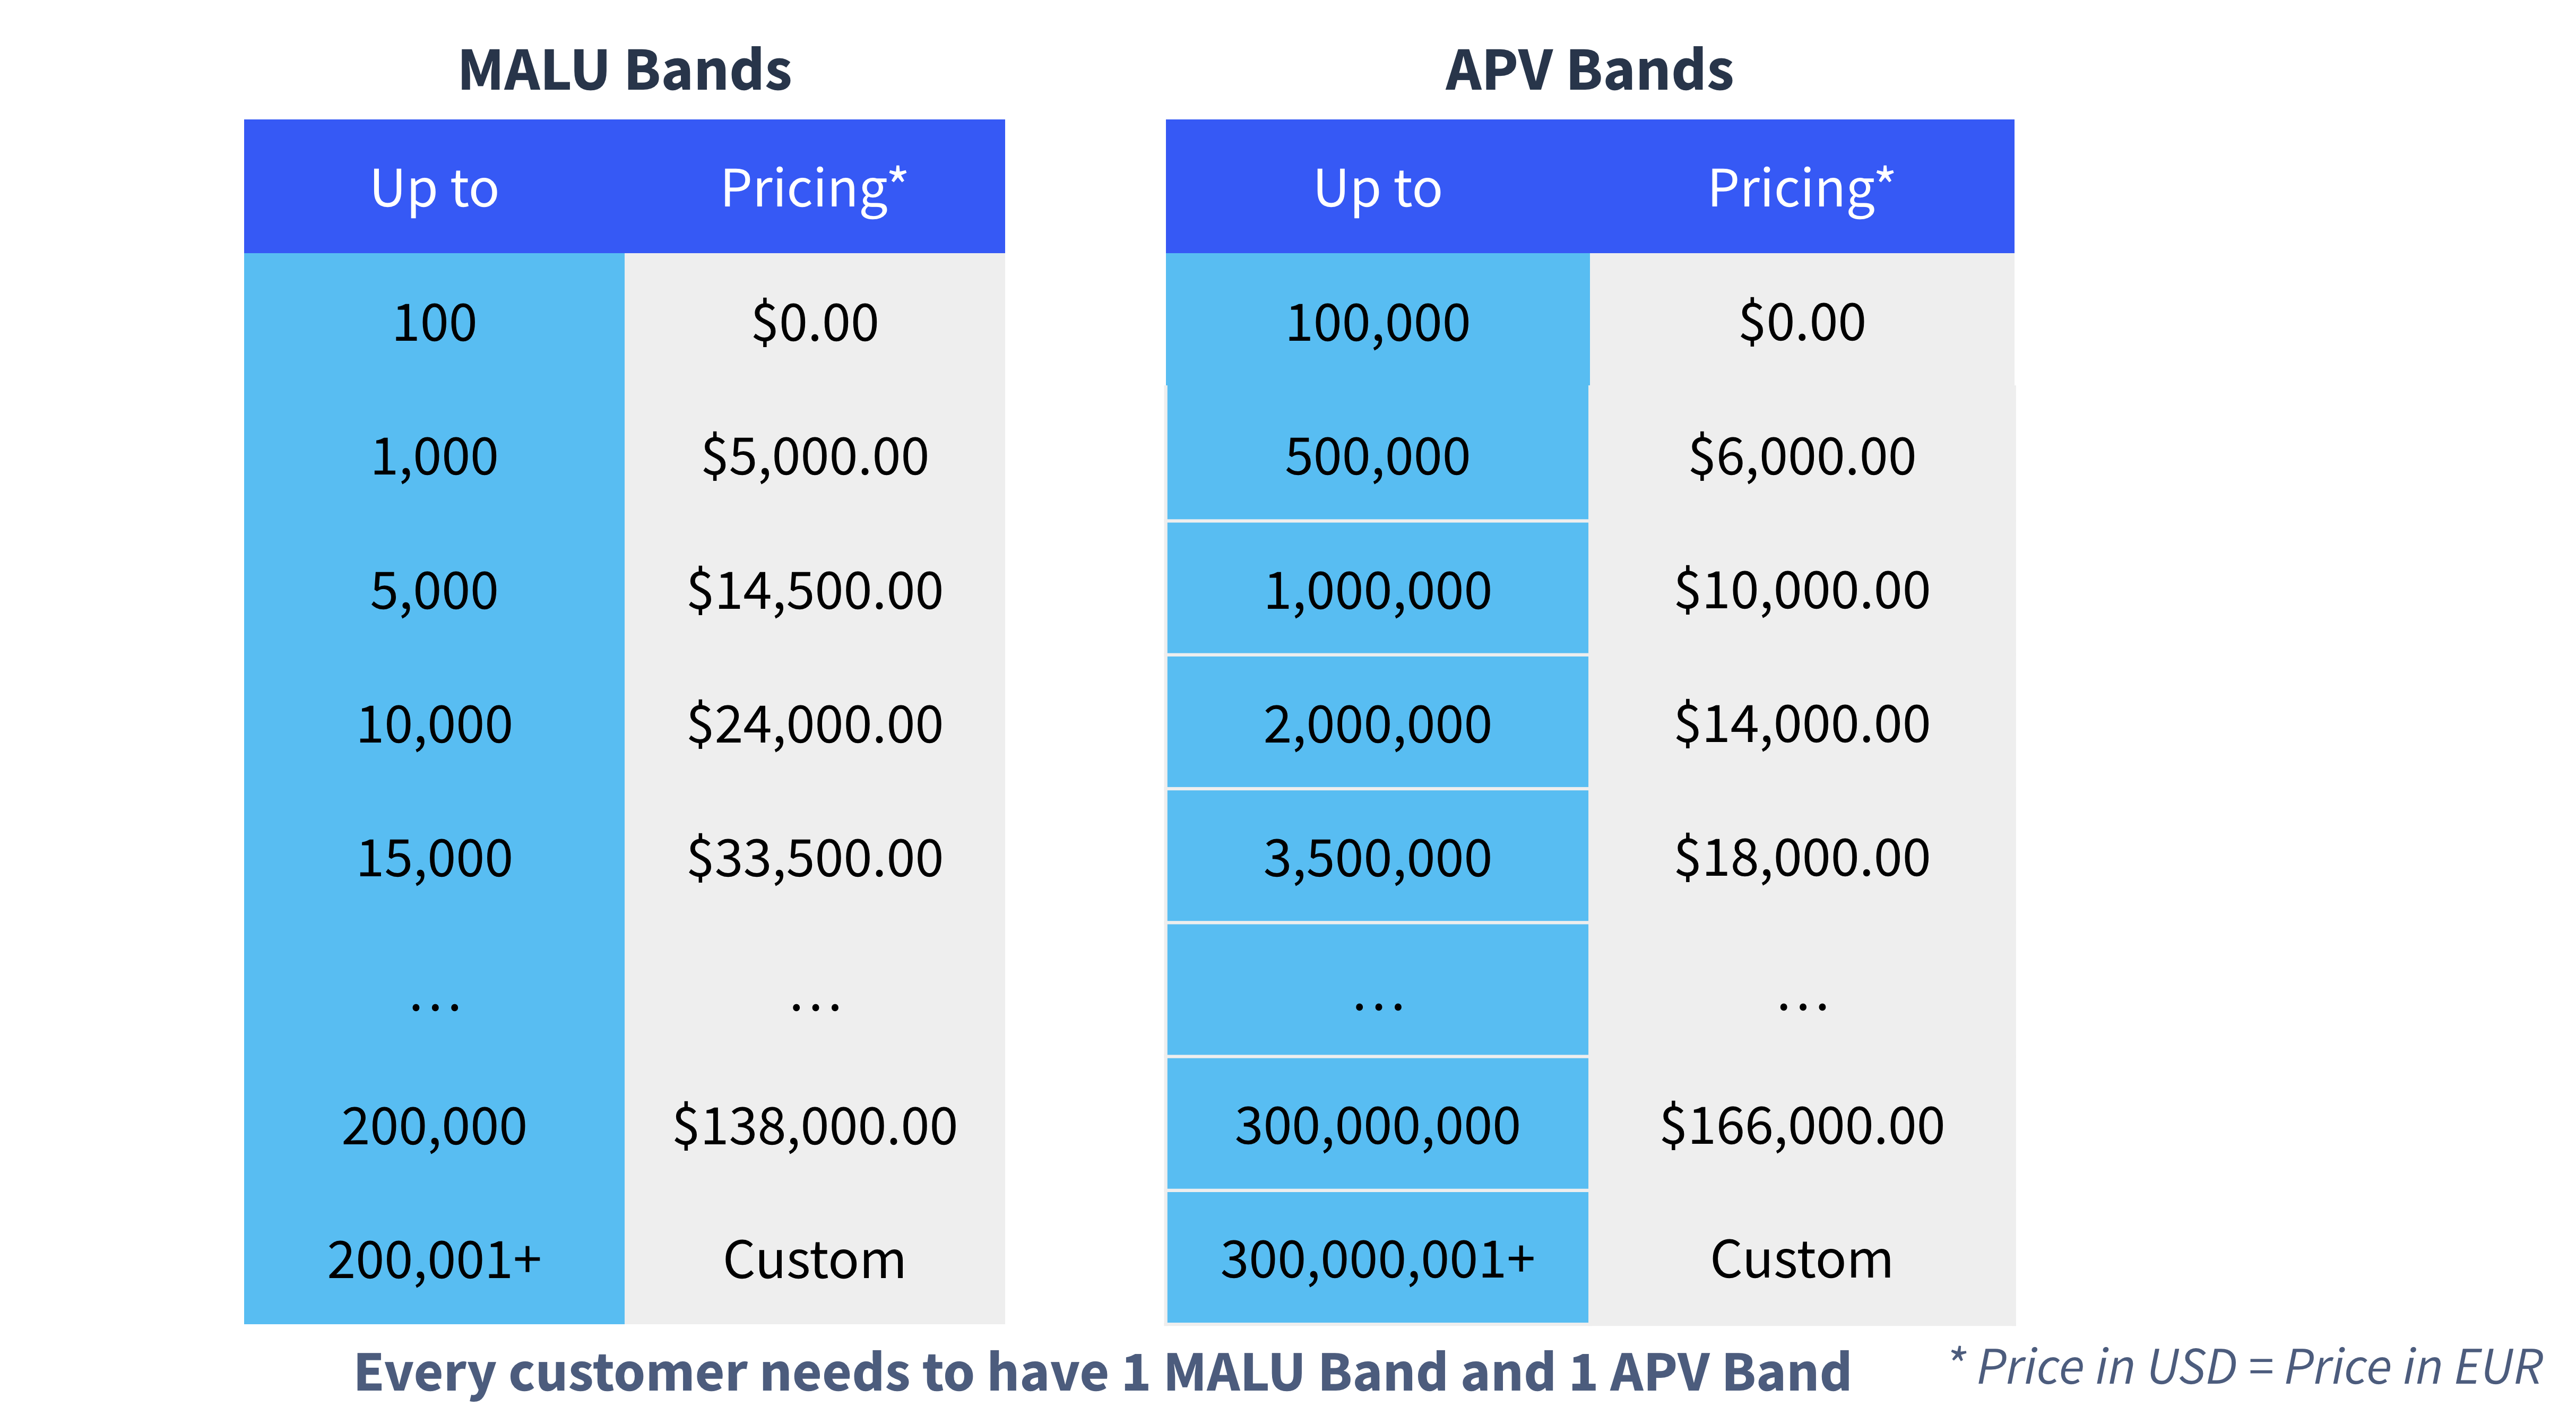 MALU Bands
Up to Pricing*
100 $0.00
1,000 $5,000.00
5,000 $14,500.00
10,000 $24,000.00
15,000 $33,500.00
… …
200,000 $138,000.00
200,001+ Custom
APV Bands
Up to Pricing*
100,000 $0.00
500,000 $6,000.00
1,000,000 $10,000.00
2,000,000 $14,000.00
3,500,000 $18,000.00
… …
300,000,000 $166,000.00
300,000,001+ Custom
Every customer needs to have 1 MALU Band and 1 APV Band
* Price in USD = Price in EUR